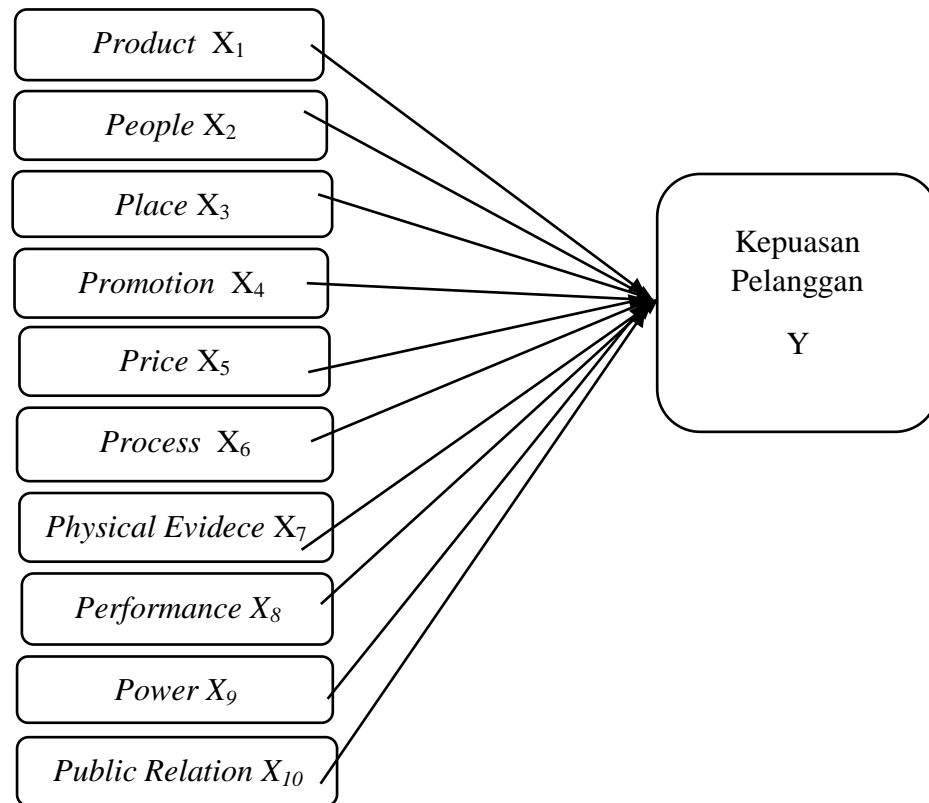 Product X₁
People X₂
Place X₃
Promotion X₄
Price X₅
Process X₆
Physical Evidece X₇
Performance X₈
Power X₉
Public Relation X₁₀
Kepuasan
Pelanggan
Y